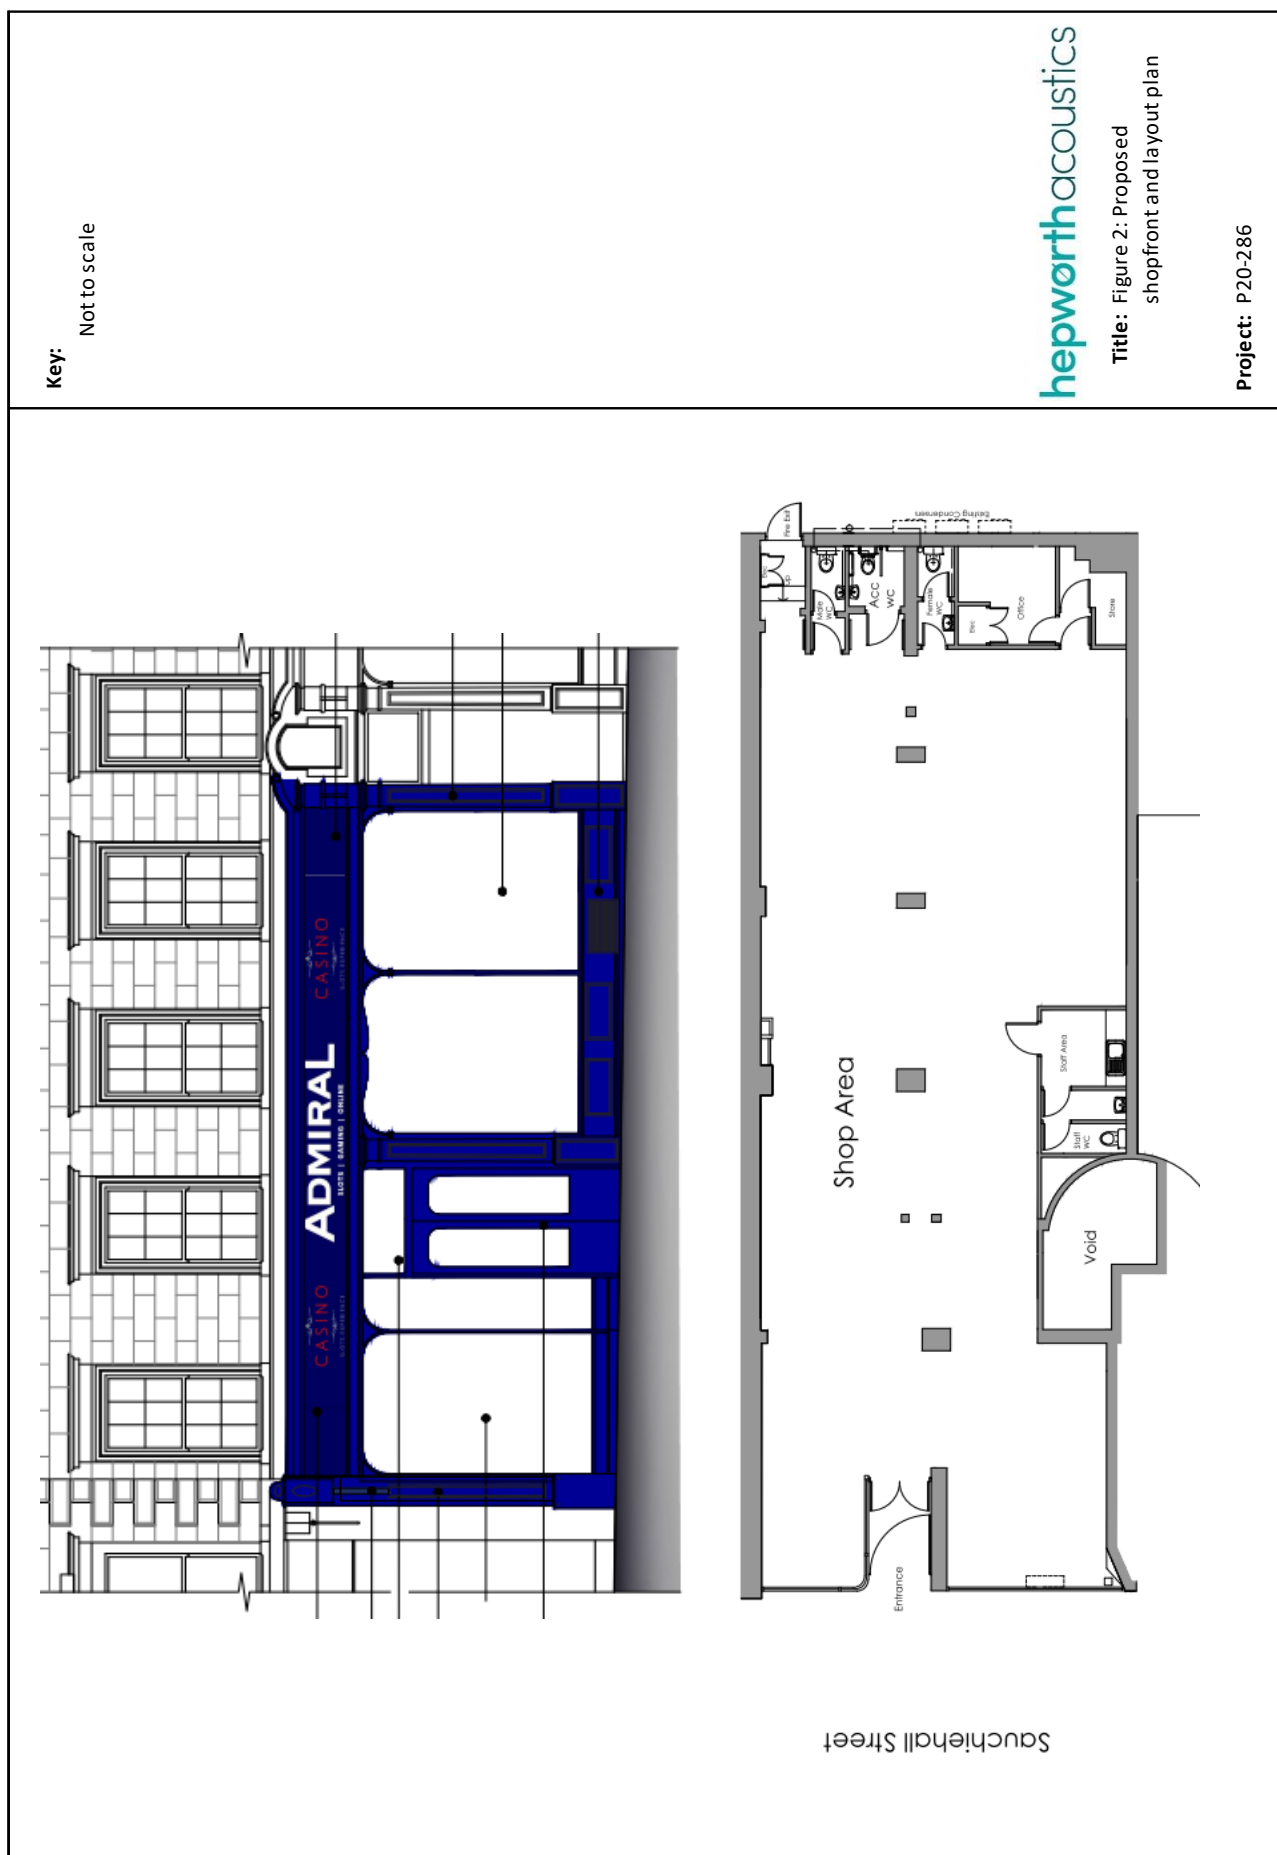 Key:
Not to scale
CASINO
ADMIRAL
SLOTS | GAMING | ONLINE
CASINO
Sauchiehall Street
Entrance
Shop Area
Void
Staff
WC
Staff Area
Fire Exit
Elec
Up
Male
WC
Acc
WC
Female
WC
Elec
Office
Store
Existing Condensers
hepworthacoustics
Title: Figure 2: Proposed
shopfront and layout plan
Project: P20-286